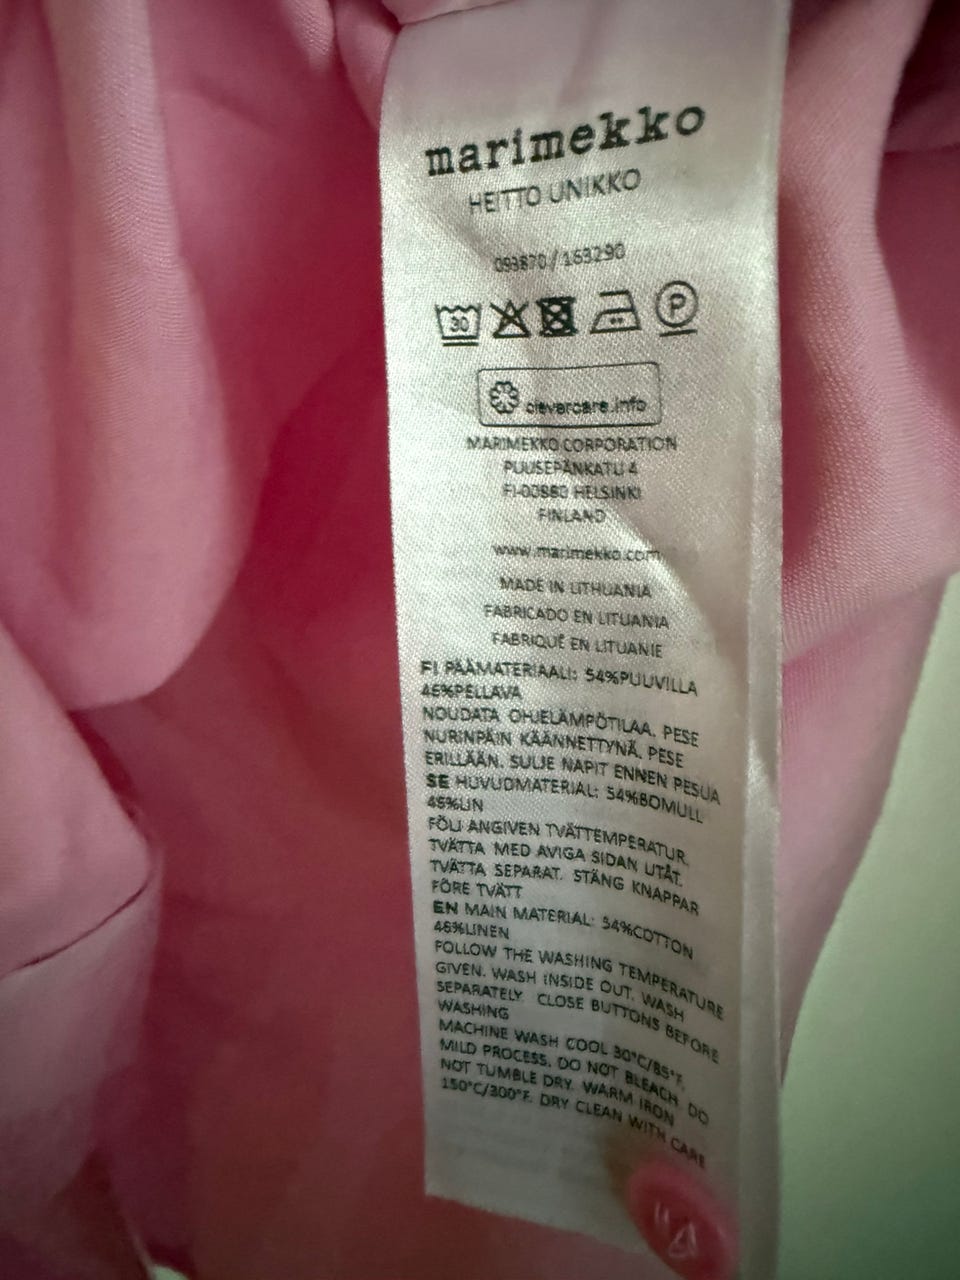 marimekko
HEITTO UNIKKO
093870 / 163290
30 P
clevercare.info
MARIMEKKO CORPORATION
PUUSEPÄNKATU 4
FI-00880 HELSINKI
FINLAND
www.marimekko.com
MADE IN LITHUANIA
FABRICADO EN LITUANIA
FABRIQUÉ EN LITUANIE
FI PÄÄMATERIAALI: 54%PUUVILLA
46%PELLAVA
NOUDATA OHJELÄMPÖTILAA. PESE
NURINPÄIN KÄÄNNETTYNÄ. PESE
ERILLÄÄN. SULJE NAPIT ENNEN PESUA
SE HUVUDMATERIAL: 54%BOMULL
46%LIN
FÖLJ ANGIVEN TVÄTTEMPERATUR.
TVÄTTA MED AVIGA SIDAN UTÅT.
TVÄTTA SEPARAT. STÄNG KNAPPAR
FÖRE TVÄTT
EN MAIN MATERIAL: 54%COTTON
46%LINEN
FOLLOW THE WASHING TEMPERATURE
GIVEN. WASH INSIDE OUT. WASH
SEPARATELY. CLOSE BUTTONS BEFORE
WASHING
MACHINE WASH COOL 30°C/85°F,
MILD PROCESS. DO NOT BLEACH. DO
NOT TUMBLE DRY. WARM IRON
150°C/300°F. DRY CLEAN WITH CARE